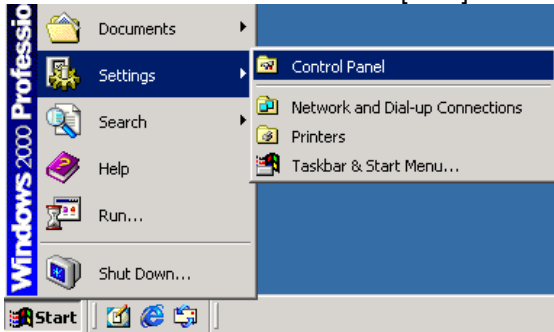 Windows 2000 Professio
Documents
Settings
Search
Help
Run...
Shut Down...
Control Panel
Network and Dial-up Connections
Printers
Taskbar & Start Menu...
Start